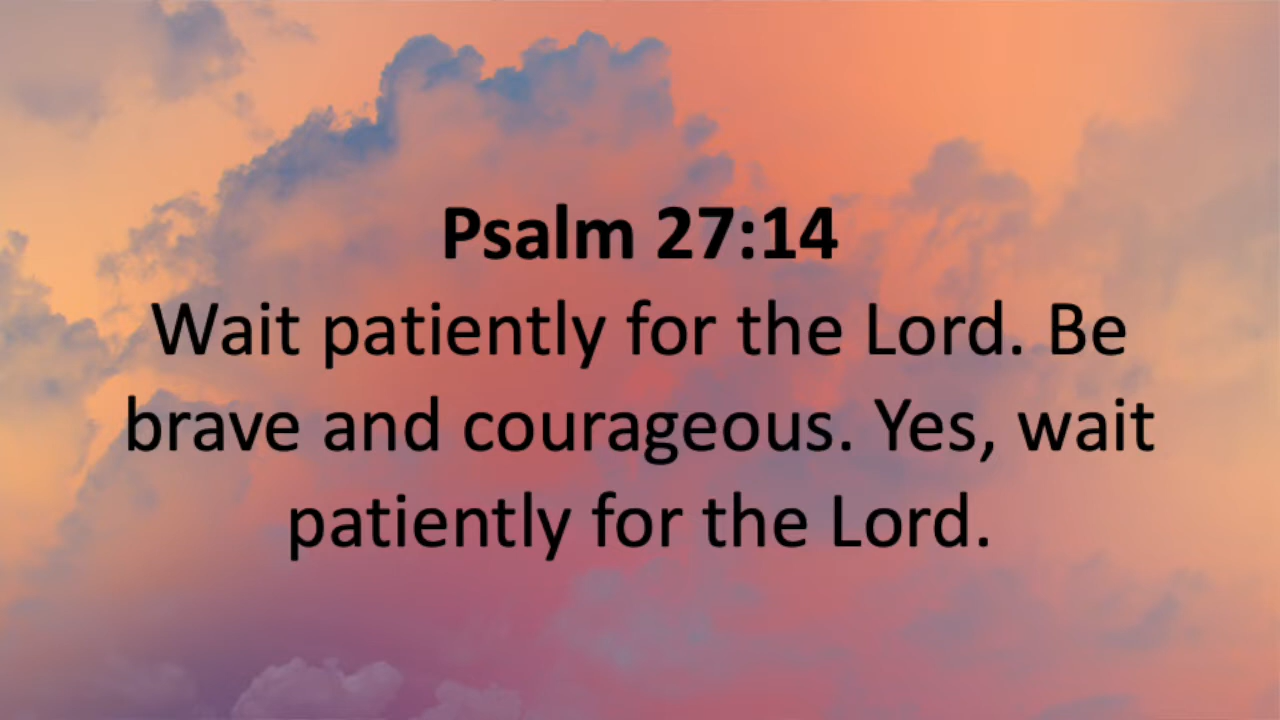 Psalm 27:14
Wait patiently for the Lord. Be
brave and courageous. Yes, wait
patiently for the Lord.